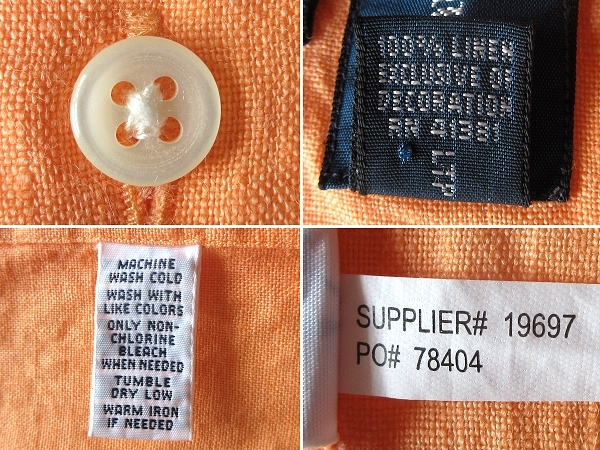 100% LINEN
EXCLUSIVE OF
DECORATION
RN 41381
LTP
MACHINE
WASH COLD
WASH WITH
LIKE COLORS
ONLY NON-
CHLORINE
BLEACH
WHEN NEEDED
TUMBLE
DRY LOW
WARM IRON
IF NEEDED
SUPPLIER# 19697
PO# 78404